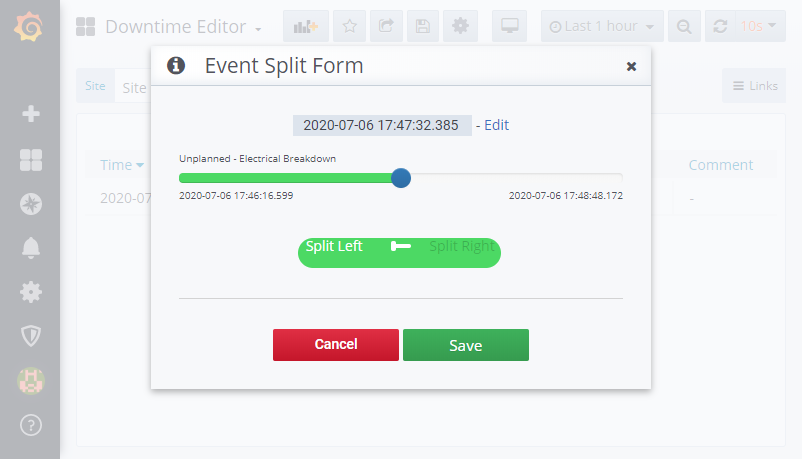 Downtime Editor
Last 1 hour
10s
Event Split Form
Site
Site
Links
2020-07-06 17:47:32.385 - Edit
Unplanned - Electrical Breakdown
Time
Comment
2020-07-06 17:46:16.599
2020-07-06 17:48:48.172
2020-07
-
Split Left
Split Right
Cancel
Save